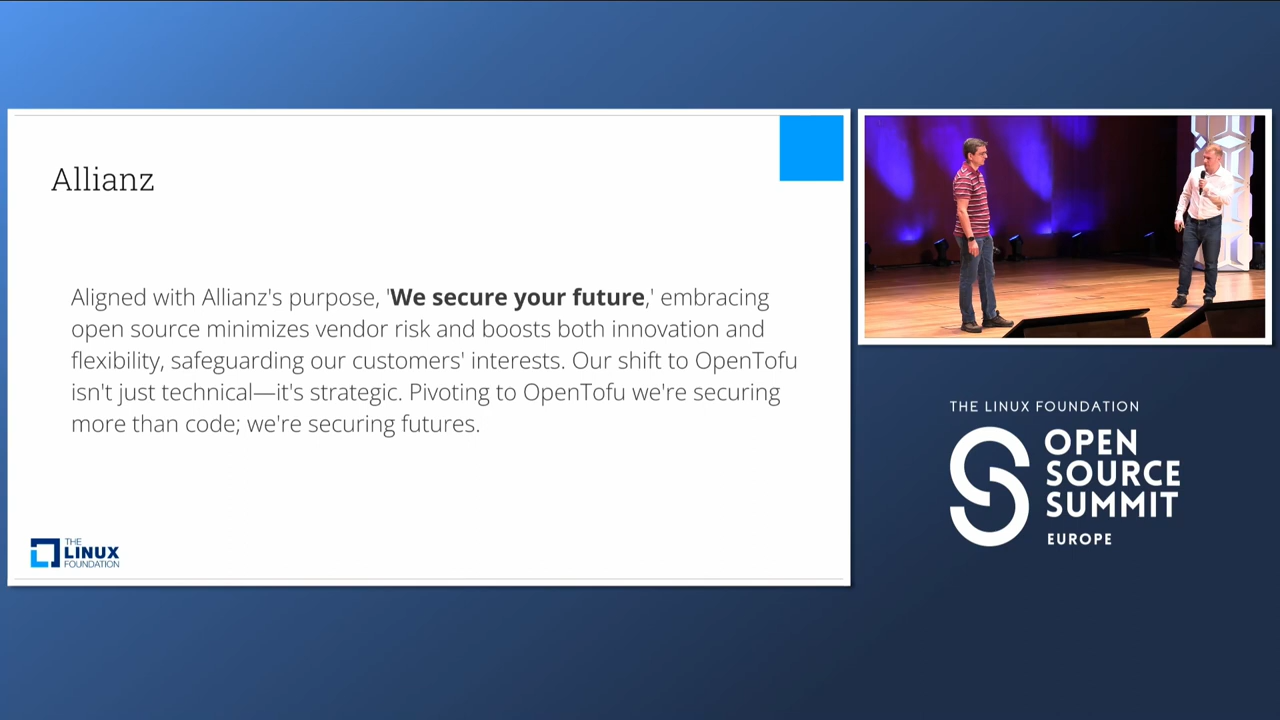 Allianz
Aligned with Allianz's purpose, 'We secure your future,' embracing
open source minimizes vendor risk and boosts both innovation and
flexibility, safeguarding our customers' interests. Our shift to OpenTofu
isn't just technical—it's strategic. Pivoting to OpenTofu we're securing
more than code; we're securing futures.
THE
LINUX
FOUNDATION
THE LINUX FOUNDATION
OPEN
SOURCE
SUMMIT
EUROPE